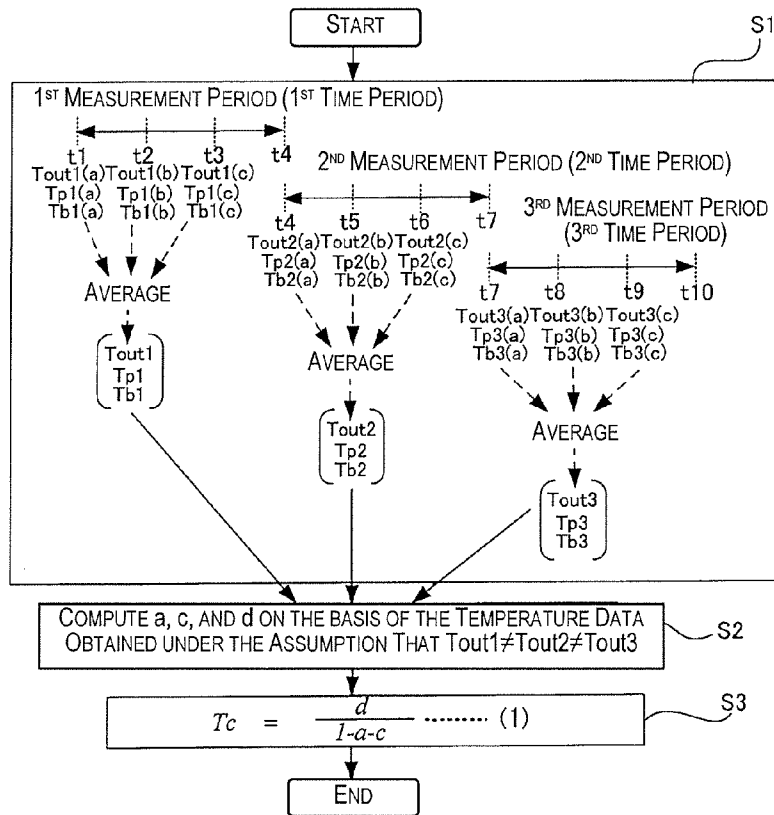 START
S1
1ST MEASUREMENT PERIOD (1ST TIME PERIOD)
t1 t2 t3 t4
Tout1(a) Tout1(b) Tout1(c)
Tp1(a) Tp1(b) Tp1(c)
Tb1(a) Tb1(b) Tb1(c)
AVERAGE
Tout1
Tp1
Tb1
2ND MEASUREMENT PERIOD (2ND TIME PERIOD)
t4 t5 t6 t7
Tout2(a) Tout2(b) Tout2(c)
Tp2(a) Tp2(b) Tp2(c)
Tb2(a) Tb2(b) Tb2(c)
AVERAGE
Tout2
Tp2
Tb2
3RD MEASUREMENT PERIOD
(3RD TIME PERIOD)
t7 t8 t9 t10
Tout3(a) Tout3(b) Tout3(c)
Tp3(a) Tp3(b) Tp3(c)
Tb3(a) Tb3(b) Tb3(c)
AVERAGE
Tout3
Tp3
Tb3
COMPUTE a, c, AND d ON THE BASIS OF THE TEMPERATURE DATA
OBTAINED UNDER THE ASSUMPTION THAT Tout1≠Tout2≠Tout3
S2
Tc = d / 1-a-c ........ (1)
S3
END